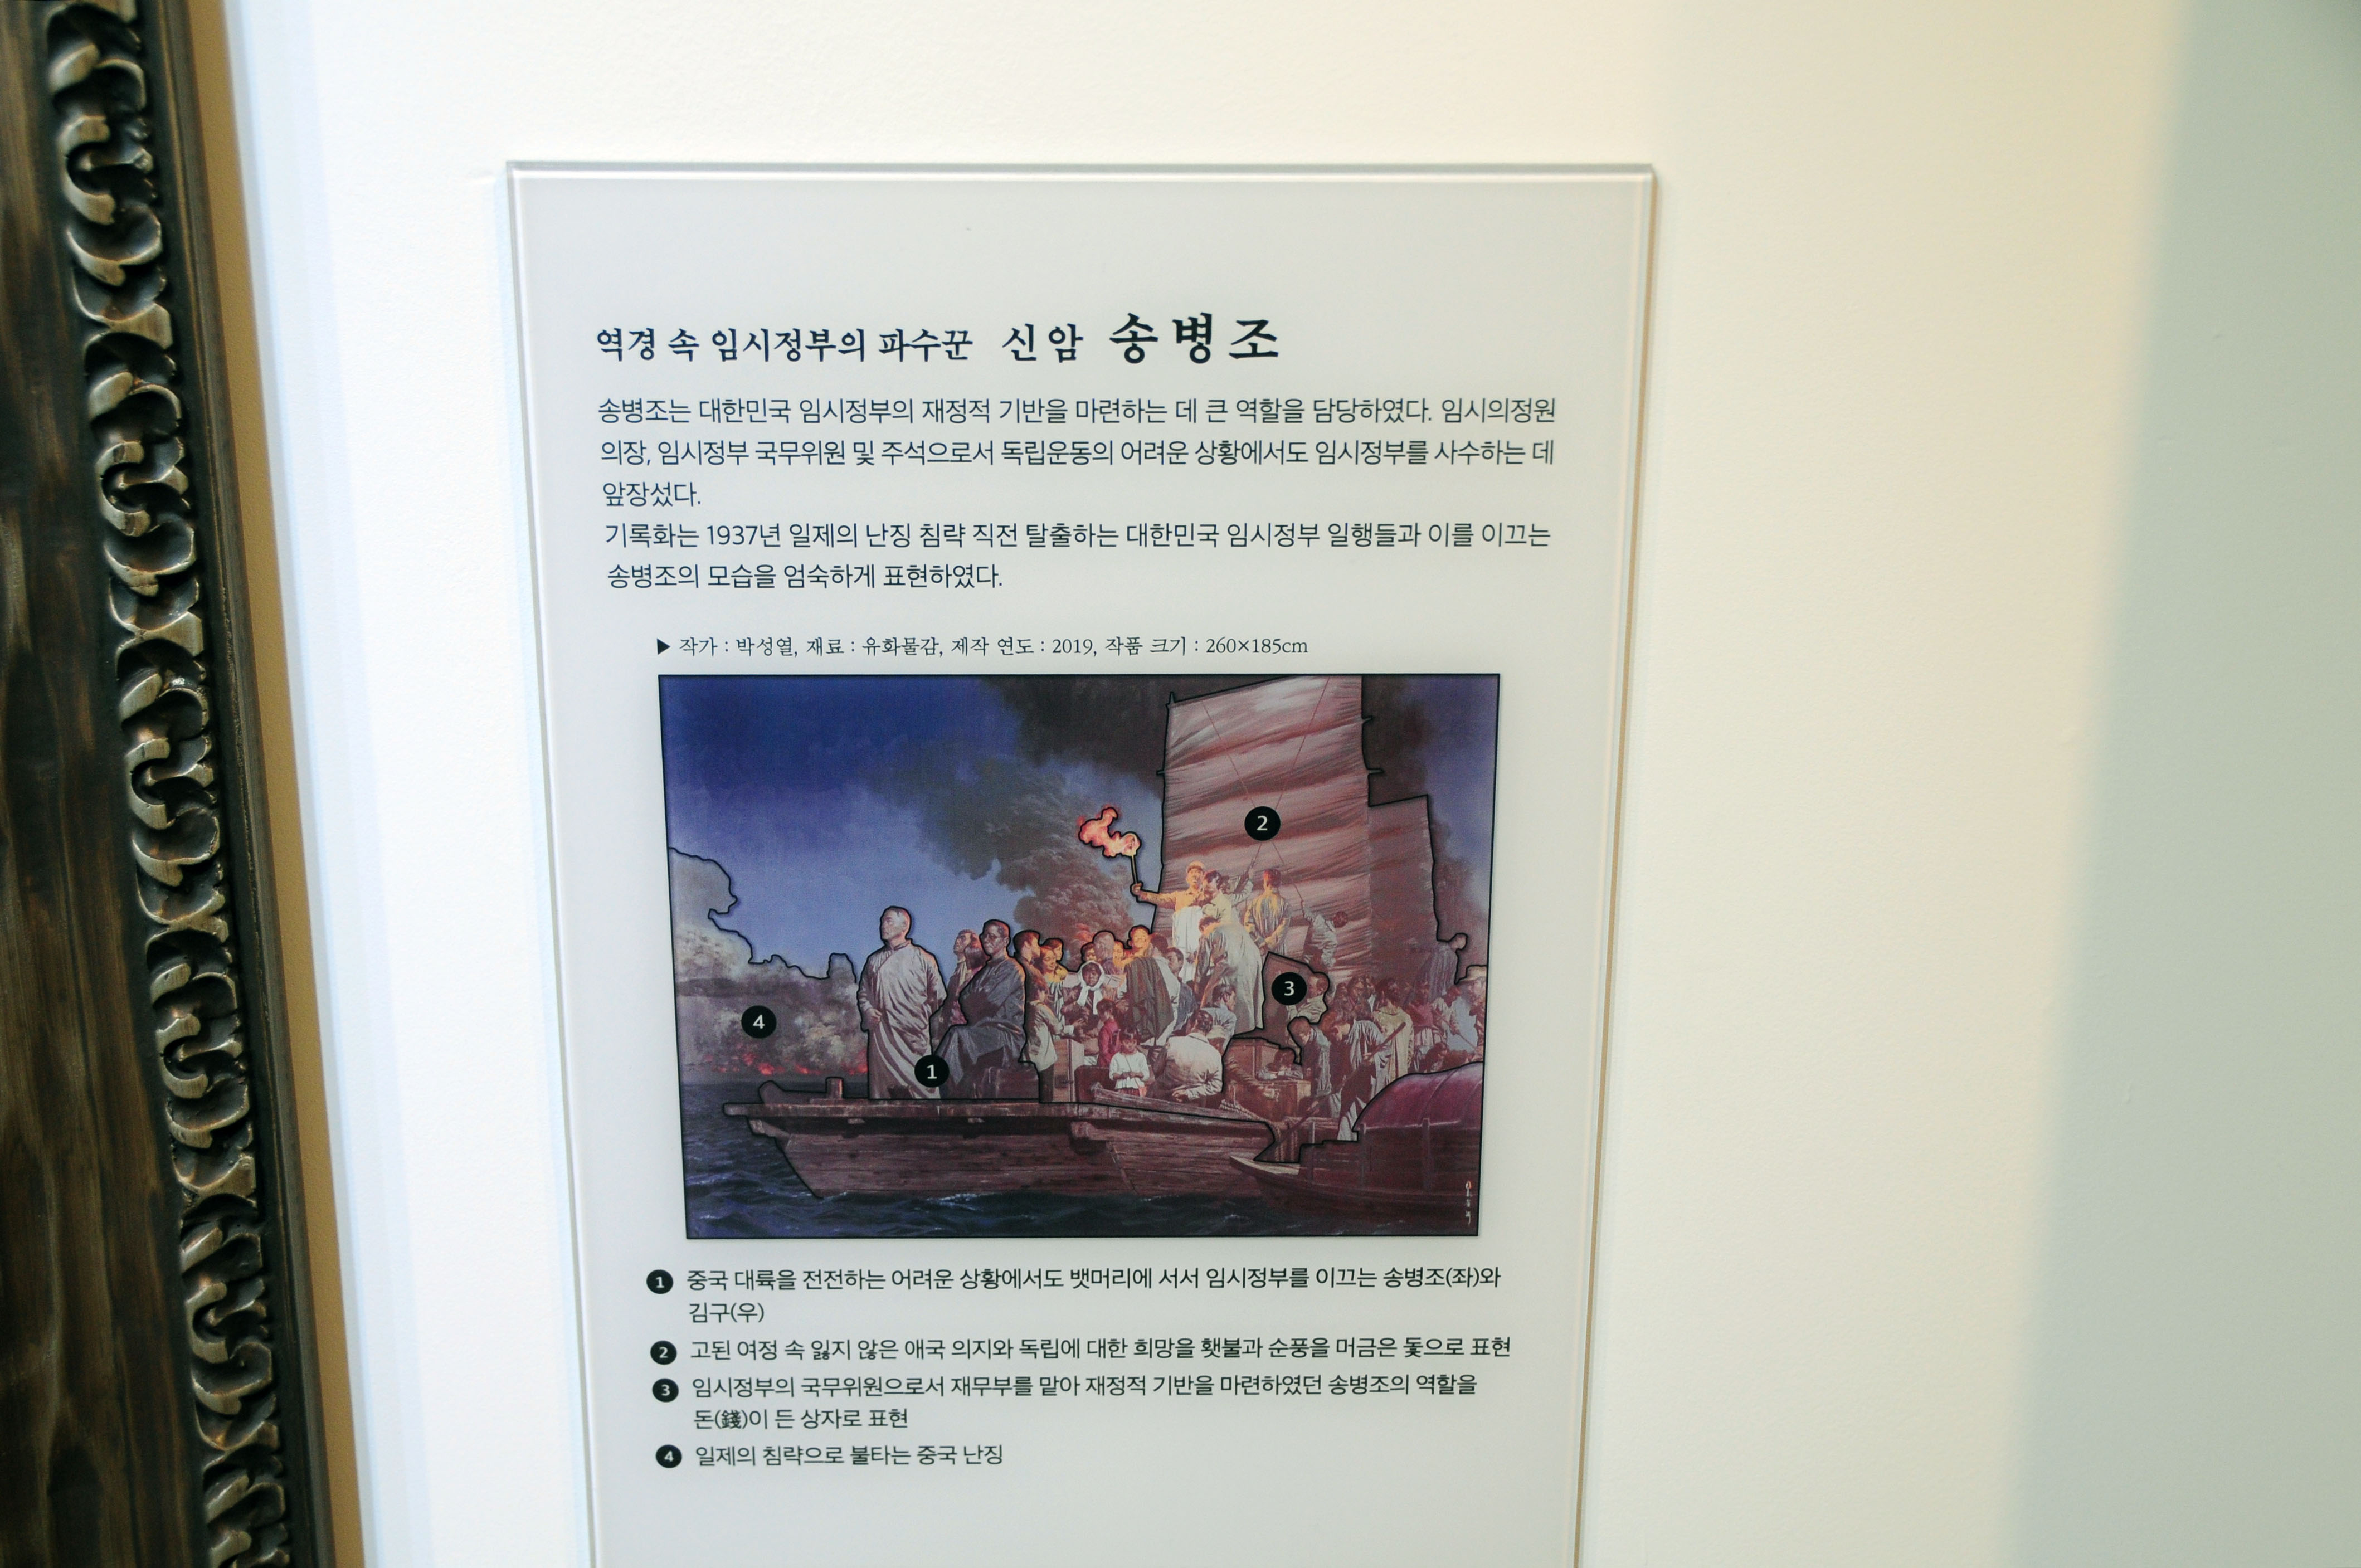 역경 속 임시정부의 파수꾼 신암 송병조
송병조는 대한민국 임시정부의 재정적 기반을 마련하는 데 큰 역할을 담당하였다. 임시의정원
의장, 임시정부 국무위원 및 주석으로서 독립운동의 어려운 상황에서도 임시정부를 사수하는 데
앞장섰다.
기록화는 1937년 일제의 난징 침략 직전 탈출하는 대한민국 임시정부 일행들과 이를 이끄는
송병조의 모습을 엄숙하게 표현하였다.
▶ 작가 : 박성열, 재료 : 유화물감, 제작 연도 : 2019, 작품 크기 : 260×185cm
2
3
4
1
❶ 중국 대륙을 전전하는 어려운 상황에서도 뱃머리에 서서 임시정부를 이끄는 송병조(좌)와
김구(우)
❷ 고된 여정 속 잃지 않은 애국 의지와 독립에 대한 희망을 횃불과 순풍을 머금은 돛으로 표현
❸ 임시정부의 국무위원으로서 재무부를 맡아 재정적 기반을 마련하였던 송병조의 역할을
돈(錢)이 든 상자로 표현
❹ 일제의 침략으로 불타는 중국 난징